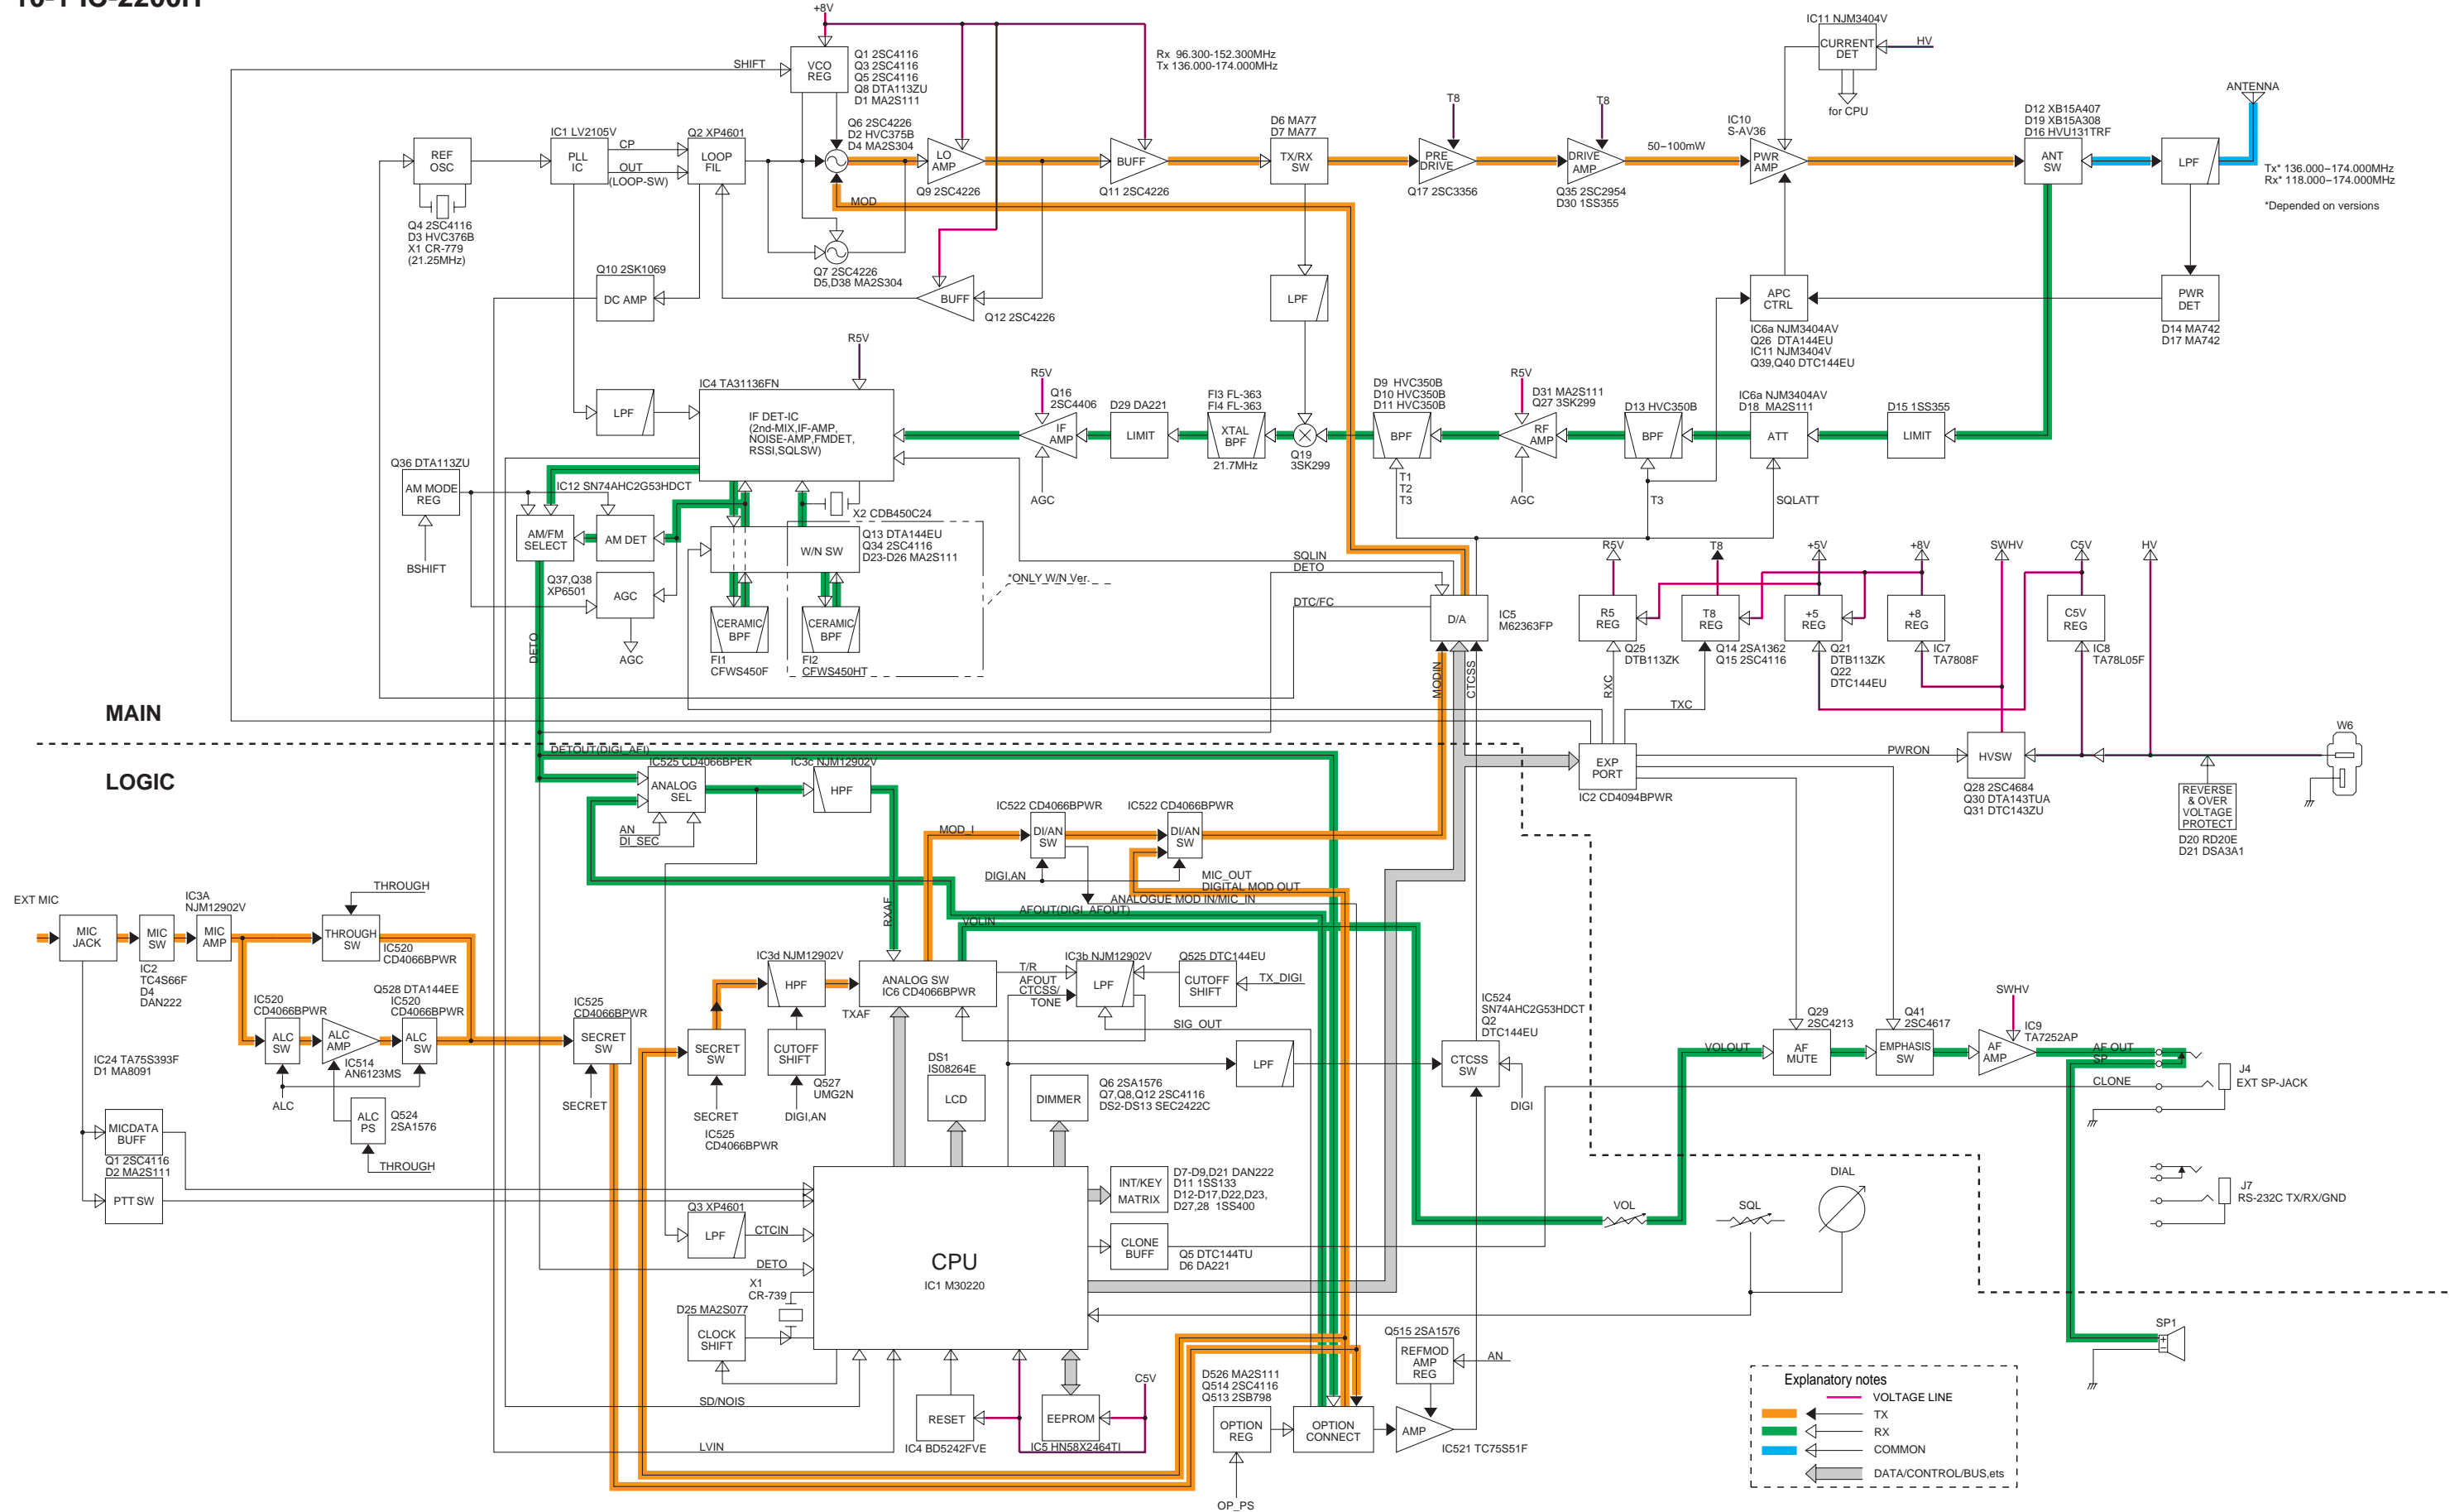 +8V
IC11 NJM3404V
CURRENT
DET
HV
for CPU
SHIFT
VCO
REG
Q1 2SC4116
Q3 2SC4116
Q5 2SC4116
Q8 DTA113ZU
D1 MA2S111
Rx 96.300-152.300MHz
Tx 136.000-174.000MHz
REF
OSC
Q4 2SC4116
D3 HVC376B
X1 CR-779
(21.25MHz)
IC1 LV2105V
PLL
IC
CP
OUT
(LOOP-SW)
Q2 XP4601
LOOP
FIL
Q6 2SC4226
D2 HVC375B
D4 MA2S304
MOD
Q7 2SC4226
D5,D38 MA2S304
LO
AMP
Q9 2SC4226
BUFF
Q11 2SC4226
D6 MA77
D7 MA77
TX/RX
SW
T8
PRE
DRIVE
Q17 2SC3356
T8
DRIVE
AMP
Q35 2SC2954
D30 1SS355
50–100mW
IC10
S-AV36
PWR
AMP
D12 XB15A407
D19 XB15A308
D16 HVU131TRF
ANT
SW
LPF
ANTENNA
Tx* 136.000–174.000MHz
Rx* 118.000–174.000MHz
*Depended on versions
Q10 2SK1069
DC AMP
BUFF
Q12 2SC4226
LPF
APC
CTRL
IC6a NJM3404AV
Q26 DTA144EU
IC11 NJM3404V
Q39,Q40 DTC144EU
PWR
DET
D14 MA742
D17 MA742
R5V
IC4 TA31136FN
LPF
IF DET-IC
(2nd-MIX,IF-AMP,
NOISE-AMP,FMDET,
RSSI,SQLSW)
R5V
Q16
2SC4406
IF
AMP
AGC
D29 DA221
LIMIT
FI3 FL-363
FI4 FL-363
XTAL
BPF
21.7MHz
Q19
3SK299
D9 HVC350B
D10 HVC350B
D11 HVC350B
BPF
T1
T2
T3
R5V
D31 MA2S111
Q27 3SK299
RF
AMP
AGC
D13 HVC350B
BPF
T3
IC6a NJM3404AV
D18 MA2S111
ATT
SQLATT
D15 1SS355
LIMIT
Q36 DTA113ZU
AM MODE
REG
BSHIFT
IC12 SN74AHC2G53HDCT
AM/FM
SELECT
AM DET
Q37,Q38
XP6501
AGC
AGC
X2 CDB450C24
W/N SW
Q13 DTA144EU
Q34 2SC4116
D23-D26 MA2S111
*ONLY W/N Ver.
CERAMIC
BPF
FI1
CFWS450F
CERAMIC
BPF
FI2
CFWS450HT
SQLIN
DETO
DTC/FC
DETO
D/A
IC5
M62363FP
MODIN
CTCSS
R5V
R5
REG
Q25
DTB113ZK
RXC
T8
T8
REG
Q14 2SA1362
Q15 2SC4116
TXC
+5V
+5
REG
Q21
DTB113ZK
Q22
DTC144EU
+8V
+8
REG
IC7
TA7808F
SWHV
C5V
C5V
REG
IC8
TA78L05F
HV
MAIN
LOGIC
DETOUT(DIGI_AFI)
EXP
PORT
IC2 CD4094BPWR
PWRON
HVSW
Q28 2SC4684
Q30 DTA143TUA
Q31 DTC143ZU
REVERSE
& OVER
VOLTAGE
PROTECT
D20 RD20E
D21 DSA3A1
W6
IC525 CD4066BPER
ANALOG
SEL
AN
DI_SEC
IC3c NJM12902V
HPF
RXAF
MOD_I
IC522 CD4066BPWR
DI/AN
SW
IC522 CD4066BPWR
DI/AN
SW
DIGI,AN
MIC_OUT
DIGITAL MOD OUT
ANALOGUE MOD IN/MIC_IN
AFOUT(DIGI_AFOUT)
VOLIN
EXT MIC
MIC
JACK
MIC
SW
IC2
TC4S66F
D4
DAN222
IC3A
NJM12902V
MIC
AMP
THROUGH
THROUGH
SW
IC520
CD4066BPWR
IC520
CD4066BPWR
ALC
SW
ALC
AMP
IC514
AN6123MS
Q528 DTA144EE
IC520
CD4066BPWR
ALC
SW
ALC
ALC
PS
Q524
2SA1576
THROUGH
IC24 TA75S393F
D1 MA8091
MICDATA
BUFF
Q1 2SC4116
D2 MA2S111
PTT SW
IC525
CD4066BPWR
SECRET
SW
SECRET
SECRET
SW
SECRET
IC525
CD4066BPWR
IC3d NJM12902V
HPF
CUTOFF
SHIFT
Q527
UMG2N
DIGI,AN
ANALOG SW
IC6 CD4066BPWR
TXAF
T/R
AFOUT
CTCSS/
TONE
IC3b NJM12902V
LPF
Q525 DTC144EU
CUTOFF
SHIFT
TX_DIGI
SIG_OUT
DS1
IS08264E
LCD
DIMMER
Q6 2SA1576
Q7,Q8,Q12 2SC4116
DS2-DS13 SEC2422C
LPF
IC524
SN74AHC2G53HDCT
Q2
DTC144EU
CTCSS
SW
DIGI
VOLOUT
Q29
2SC4213
AF
MUTE
Q41
2SC4617
EMPHASIS
SW
SWHV
IC9
TA7252AP
AF
AMP
AF OUT
SP
CLONE
J4
EXT SP-JACK
J7
RS-232C TX/RX/GND
INT/KEY
MATRIX
D7-D9,D21 DAN222
D11 1SS133
D12-D17,D22,D23,
D27,28 1SS400
CLONE
BUFF
Q5 DTC144TU
D6 DA221
VOL
SQL
DIAL
Q3 XP4601
LPF
CTCIN
DETO
X1
CR-739
D25 MA2S077
CLOCK
SHIFT
CPU
IC1 M30220
SD/NOIS
LVIN
RESET
IC4 BD5242FVE
EEPROM
IC5 HN58X2464TI
C5V
D526 MA2S111
Q514 2SC4116
Q513 2SB798
OPTION
REG
OP_PS
OPTION
CONNECT
Q515 2SA1576
REFMOD
AMP
REG
AN
AMP
IC521 TC75S51F
SP1
Explanatory notes
VOLTAGE LINE
TX
RX
COMMON
DATA/CONTROL/BUS,ets